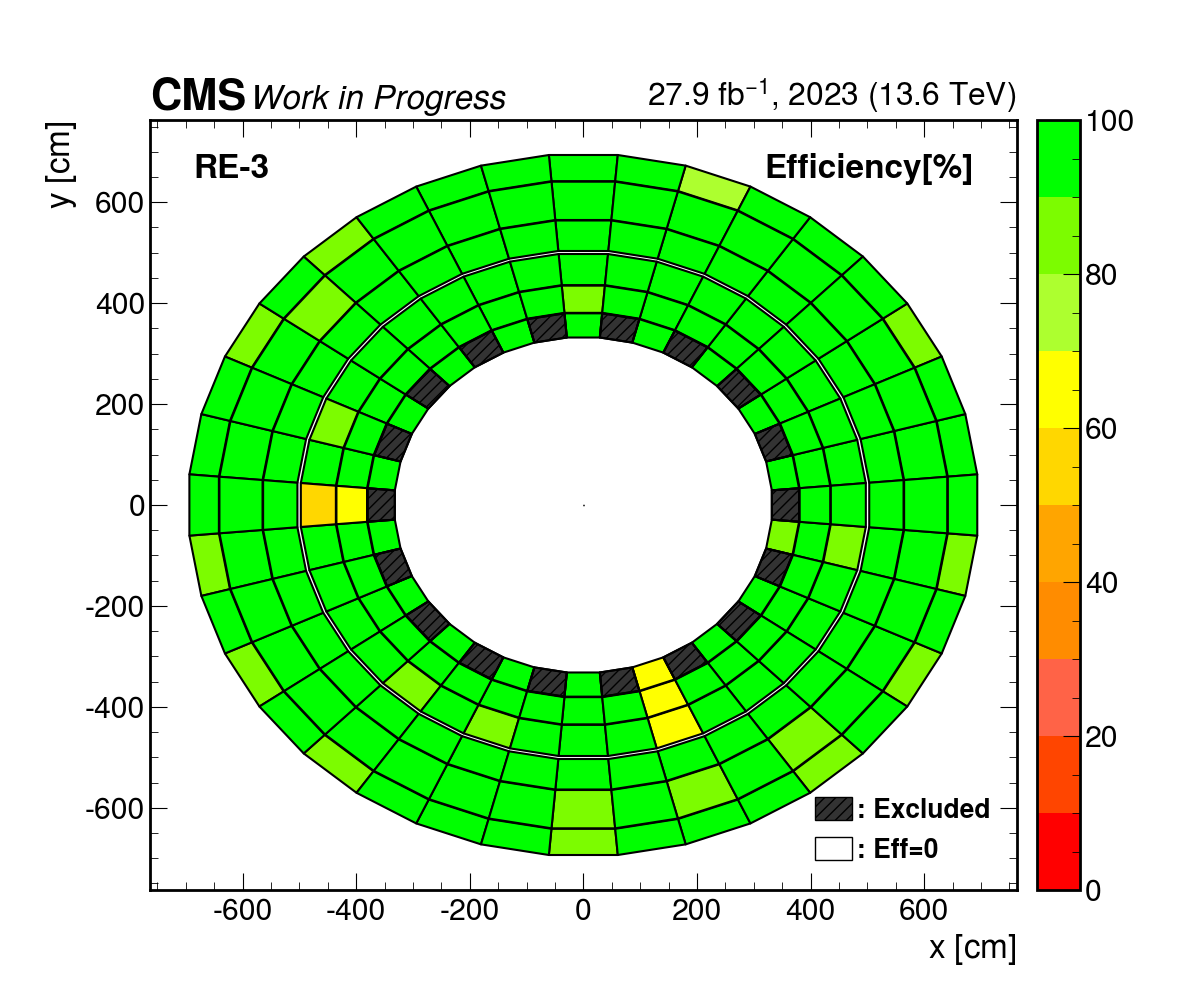 CMS Work in Progress 27.9 fb⁻¹, 2023 (13.6 TeV)
y [cm]
RE-3 Efficiency[%]
600
400
200
0
-200
-400
-600
100
80
60
40
20
0
: Excluded
: Eff=0
-600 -400 -200 0 200 400 600
x [cm]